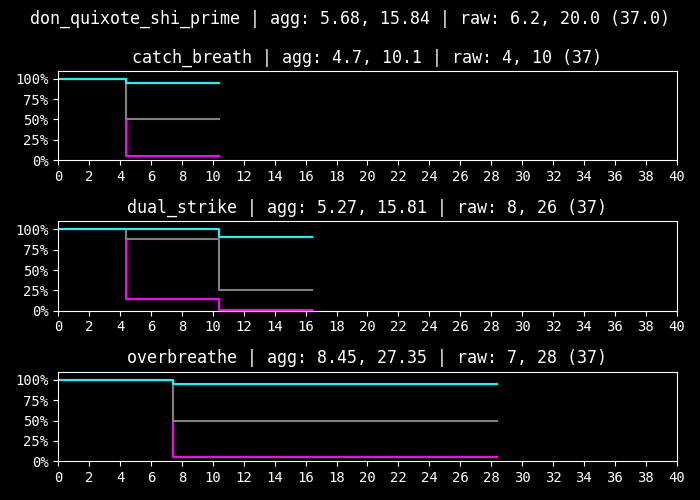 don_quixote_shi_prime | agg: 5.68, 15.84 | raw: 6.2, 20.0 (37.0)
catch_breath | agg: 4.7, 10.1 | raw: 4, 10 (37)
100%
75%
50%
25%
0%
0 2 4 6 8 10 12 14 16 18 20 22 24 26 28 30 32 34 36 38 40
dual_strike | agg: 5.27, 15.81 | raw: 8, 26 (37)
100%
75%
50%
25%
0%
0 2 4 6 8 10 12 14 16 18 20 22 24 26 28 30 32 34 36 38 40
overbreathe | agg: 8.45, 27.35 | raw: 7, 28 (37)
100%
75%
50%
25%
0%
0 2 4 6 8 10 12 14 16 18 20 22 24 26 28 30 32 34 36 38 40